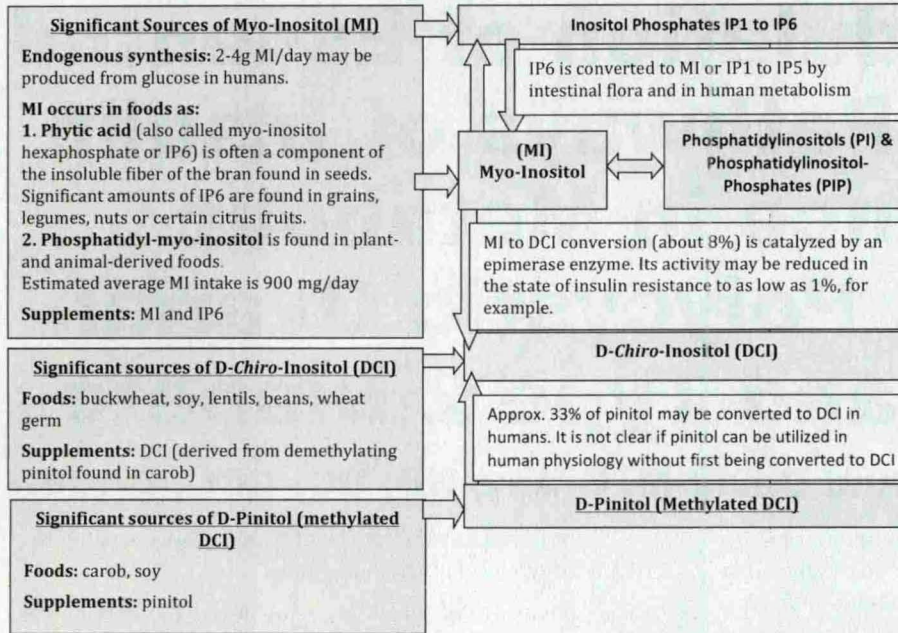 Significant Sources of Myo-Inositol (MI)
Endogenous synthesis: 2-4g MI/day may be
produced from glucose in humans.
MI occurs in foods as:
1. Phytic acid (also called myo-inositol
hexaphosphate or IP6) is often a component of
the insoluble fiber of the bran found in seeds.
Significant amounts of IP6 are found in grains,
legumes, nuts or certain citrus fruits.
2. Phosphatidyl-myo-inositol is found in plant-
and animal-derived foods.
Estimated average MI intake is 900 mg/day
Supplements: MI and IP6
Inositol Phosphates IP1 to IP6
IP6 is converted to MI or IP1 to IP5 by
intestinal flora and in human metabolism
(MI)
Myo-Inositol
Phosphatidylinositols (PI) &
Phosphatidylinositol-
Phosphates (PIP)
MI to DCI conversion (about 8%) is catalyzed by an
epimerase enzyme. Its activity may be reduced in
the state of insulin resistance to as low as 1%, for
example.
Significant sources of D-Chiro-Inositol (DCI)
Foods: buckwheat, soy, lentils, beans, wheat
germ
Supplements: DCI (derived from demethylating
pinitol found in carob)
D-Chiro-Inositol (DCI)
Approx. 33% of pinitol may be converted to DCI in
humans. It is not clear if pinitol can be utilized in
human physiology without first being converted to DCI
Significant sources of D-Pinitol (methylated
DCI)
Foods: carob, soy
Supplements: pinitol
D-Pinitol (Methylated DCI)